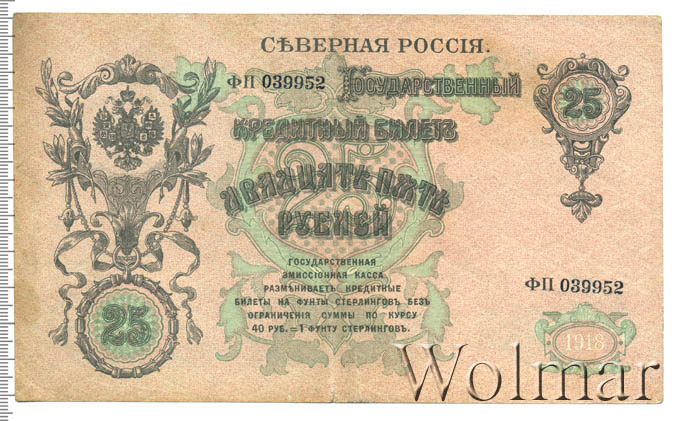 СѢВЕРНАЯ РОССІЯ.
ФП 039952 ГОСУДАРСТВЕННЫЙ
25
КРЕДИТНЫЙ БИЛЕТЪ
25
ДВАДЦАТЬ ПЯТЬ
РУБЛЕЙ
ГОСУДАРСТВЕННАЯ
ЭМИССІОННАЯ КАССА
РАЗМѢНИВАЕТЪ КРЕДИТНЫЕ
БИЛЕТЫ НА ФУНТЫ СТЕРЛИНГОВЪ БЕЗЪ
ОГРАНИЧЕНІЯ СУММЫ ПО КУРСУ
40 РУБ. = 1 ФУНТУ СТЕРЛИНГОВЪ.
ФП 039952
25
1918
Wolmar